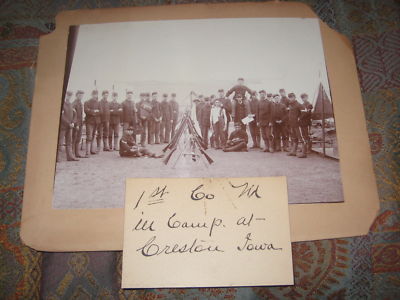 1st Co M
in Camp. at
Creston Iowa